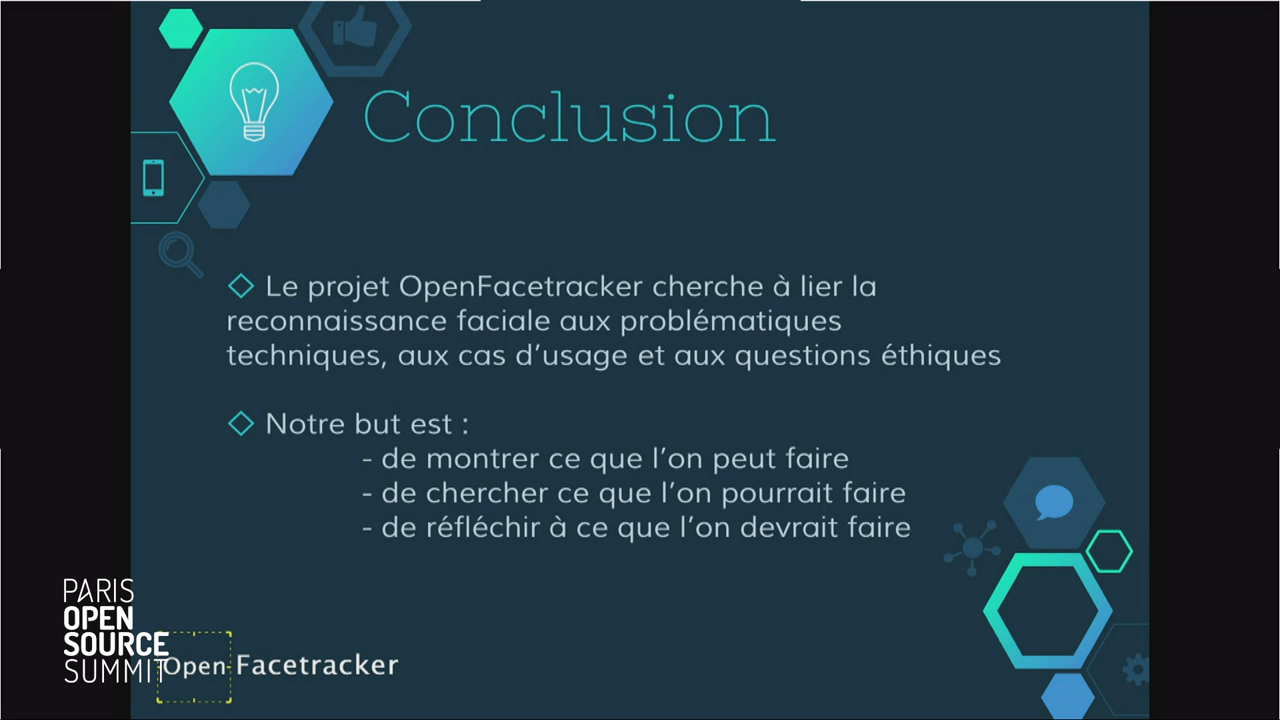 Conclusion
Le projet OpenFacetracker cherche à lier la
reconnaissance faciale aux problématiques
techniques, aux cas d'usage et aux questions éthiques
Notre but est :
- de montrer ce que l'on peut faire
- de chercher ce que l'on pourrait faire
- de réfléchir à ce que l'on devrait faire
PARIS
OPEN
SOURCE
SUMMIT
Open Facetracker